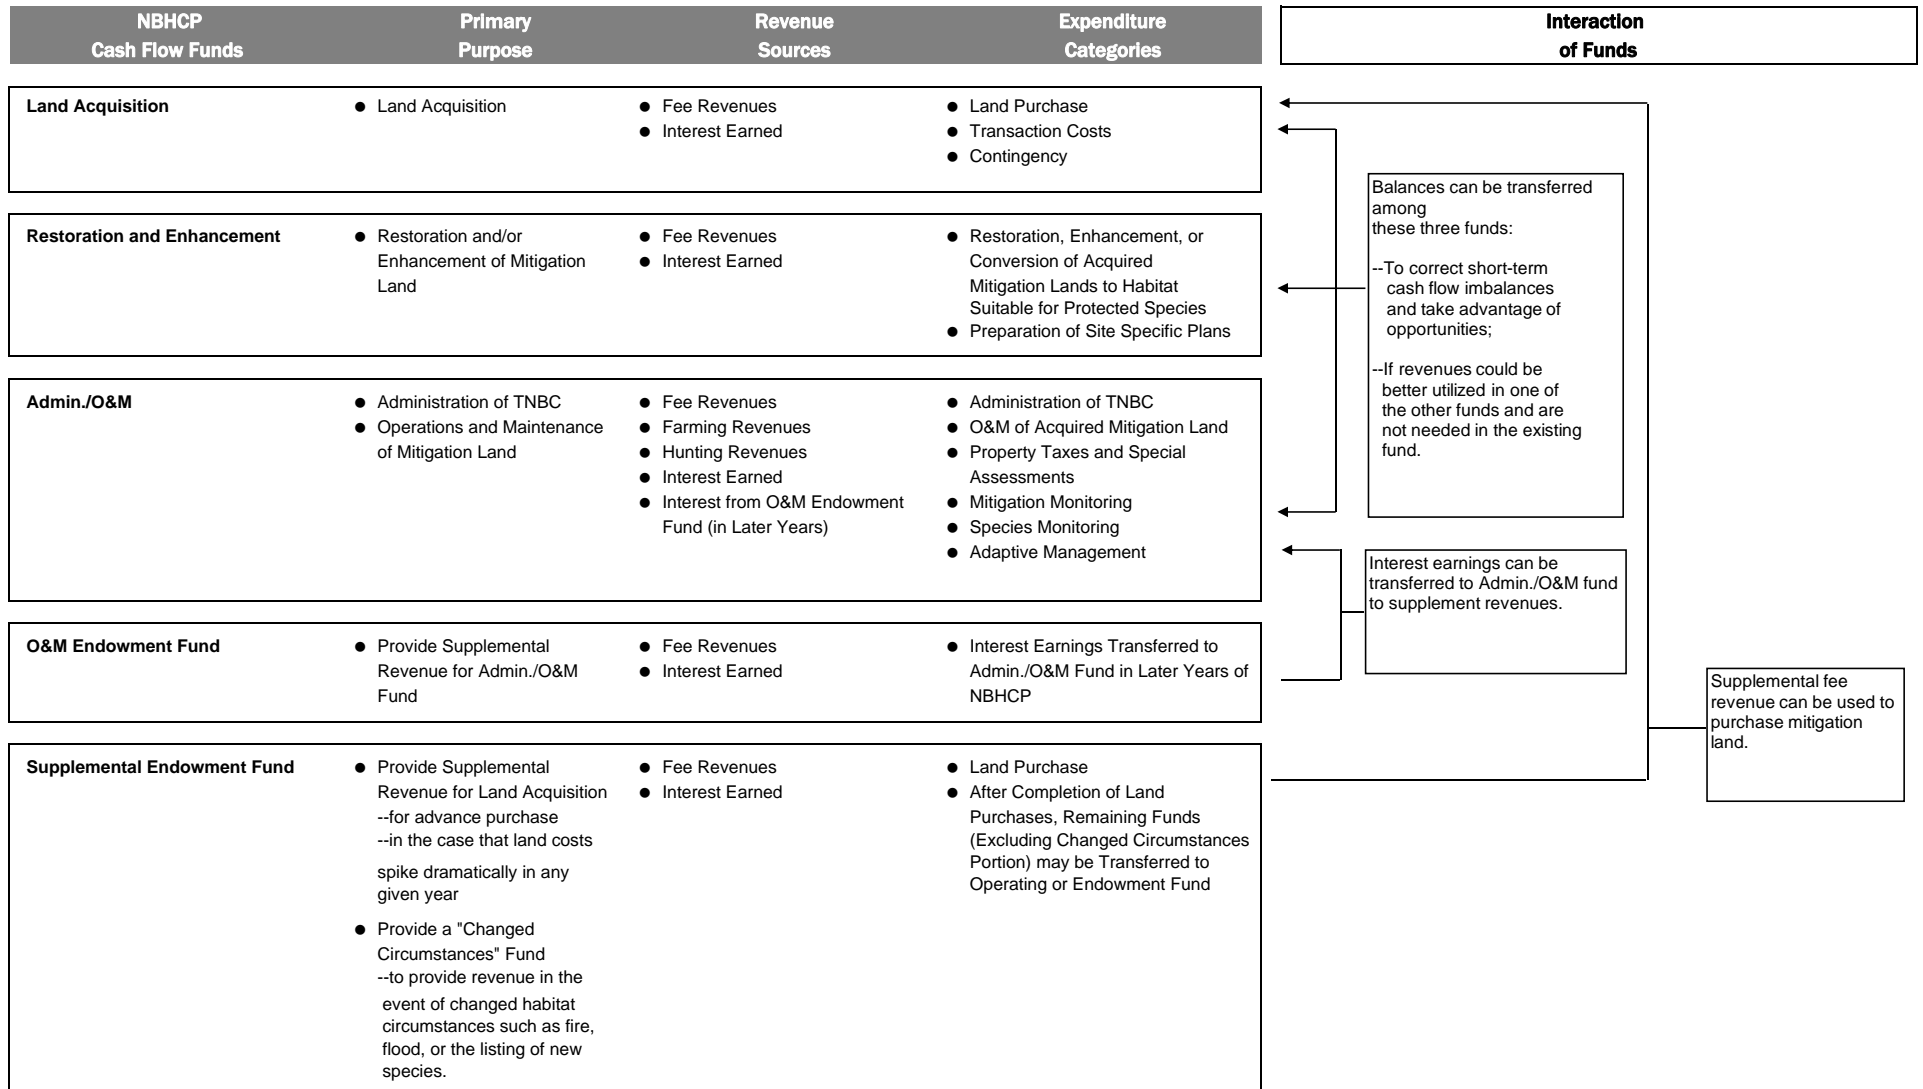 NBHCP
Cash Flow Funds
Primary
Purpose
Revenue
Sources
Expenditure
Categories
Interaction
of Funds
Land Acquisition
● Land Acquisition
● Fee Revenues
● Interest Earned
● Land Purchase
● Transaction Costs
● Contingency
Restoration and Enhancement
● Restoration and/or
Enhancement of Mitigation
Land
● Fee Revenues
● Interest Earned
● Restoration, Enhancement, or
Conversion of Acquired
Mitigation Lands to Habitat
Suitable for Protected Species
● Preparation of Site Specific Plans
Admin./O&M
● Administration of TNBC
● Operations and Maintenance
of Mitigation Land
● Fee Revenues
● Farming Revenues
● Hunting Revenues
● Interest Earned
● Interest from O&M Endowment
Fund (in Later Years)
● Administration of TNBC
● O&M of Acquired Mitigation Land
● Property Taxes and Special
Assessments
● Mitigation Monitoring
● Species Monitoring
● Adaptive Management
O&M Endowment Fund
● Provide Supplemental
Revenue for Admin./O&M
Fund
● Fee Revenues
● Interest Earned
● Interest Earnings Transferred to
Admin./O&M Fund in Later Years of
NBHCP
Supplemental Endowment Fund
● Provide Supplemental
Revenue for Land Acquisition
--for advance purchase
--in the case that land costs
spike dramatically in any
given year
● Provide a "Changed
Circumstances" Fund
--to provide revenue in the
event of changed habitat
circumstances such as fire,
flood, or the listing of new
species.
● Fee Revenues
● Interest Earned
● Land Purchase
● After Completion of Land
Purchases, Remaining Funds
(Excluding Changed Circumstances
Portion) may be Transferred to
Operating or Endowment Fund
Balances can be transferred
among
these three funds:
--To correct short-term
cash flow imbalances
and take advantage of
opportunities;
--If revenues could be
better utilized in one of
the other funds and are
not needed in the existing
fund.
Interest earnings can be
transferred to Admin./O&M fund
to supplement revenues.
Supplemental fee
revenue can be used to
purchase mitigation
land.